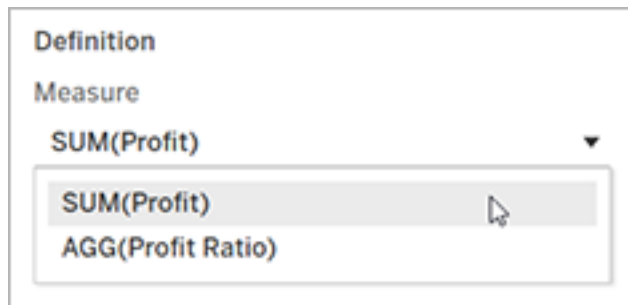 Definition
Measure
SUM(Profit)
SUM(Profit)
AGG(Profit Ratio)